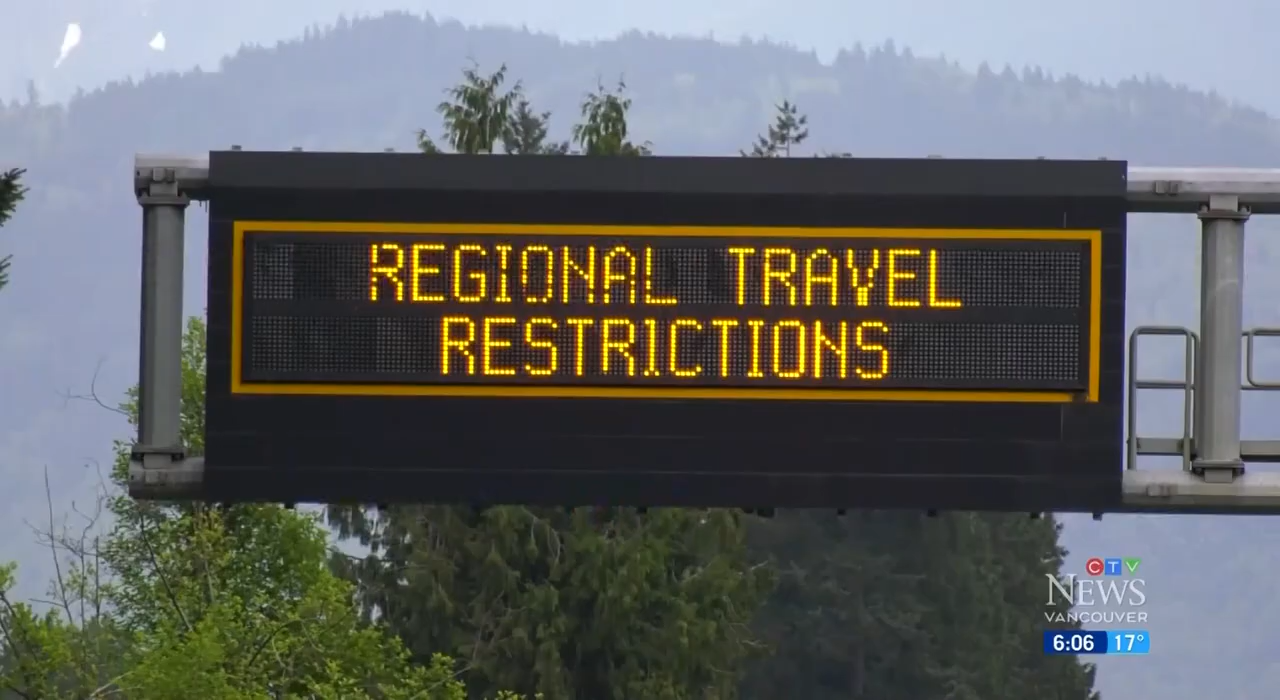 REGIONAL TRAVEL
RESTRICTIONS
CTV
NEWS
VANCOUVER
6:06 17°